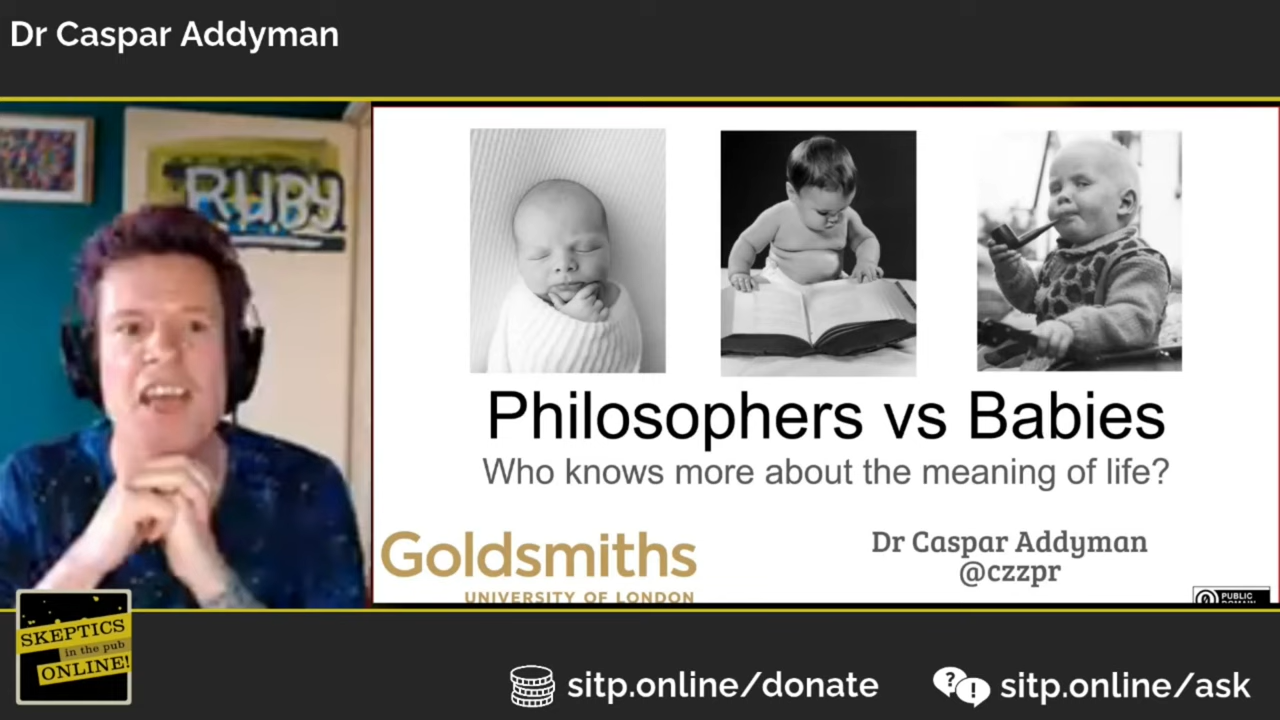 Dr Caspar Addyman
RUBY
Philosophers vs Babies
Who knows more about the meaning of life?
Goldsmiths
UNIVERSITY OF LONDON
Dr Caspar Addyman
@czzpr
PUBLIC
DOMAIN
SKEPTICS
in the pub
ONLINE!
sitp.online/donate
? !
sitp.online/ask